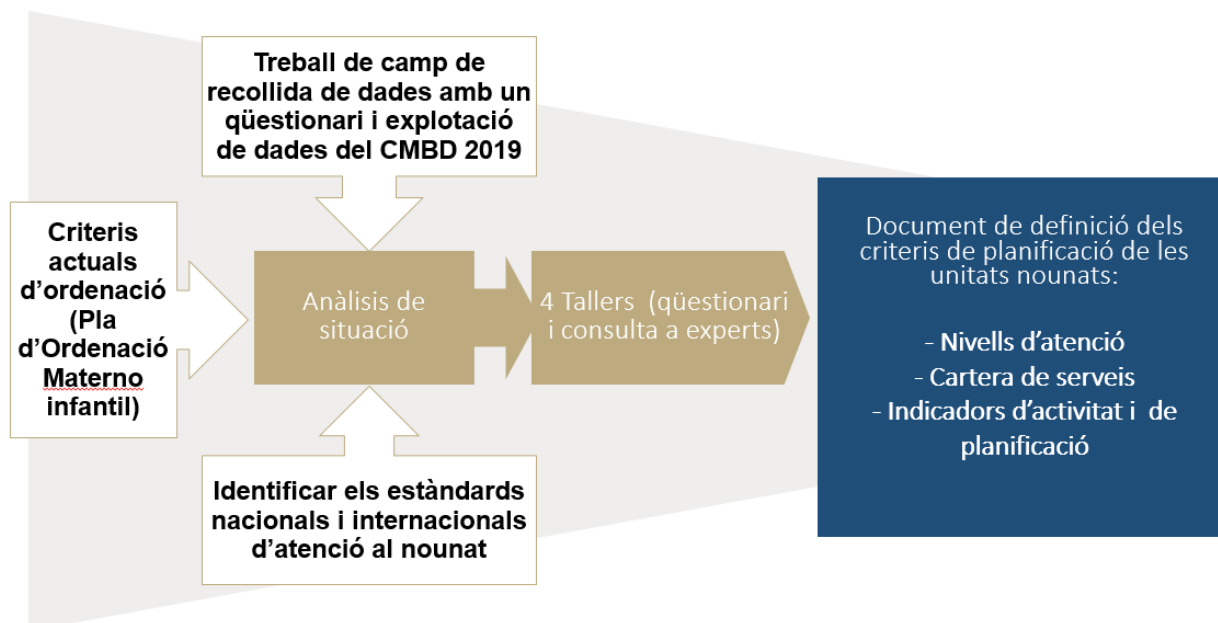 Treball de camp de
recollida de dades amb un
qüestionari i explotació
de dades del CMBD 2019
Criteris
actuals
d’ordenació
(Pla
d’Ordenació
Materno
infantil)
Anàlisis de
situació
4 Tallers (qüestionari
i consulta a experts)
Identificar els estàndards
nacionals i internacionals
d’atenció al nounat
Document de definició dels
criteris de planificació de les
unitats nounats:
- Nivells d’atenció
- Cartera de serveis
- Indicadors d’activitat i de
planificació